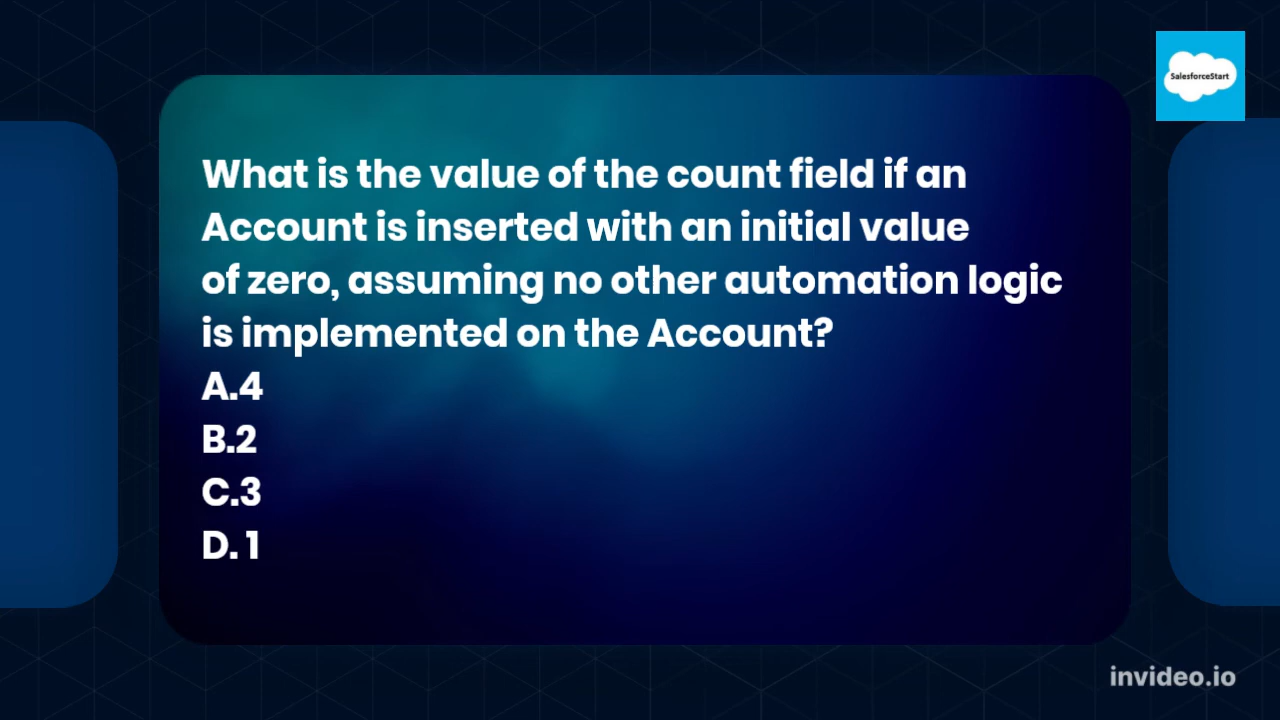 SalesforceStart
What is the value of the count field if an
Account is inserted with an initial value
of zero, assuming no other automation logic
is implemented on the Account?
A.4
B.2
C.3
D. 1
invideo.io